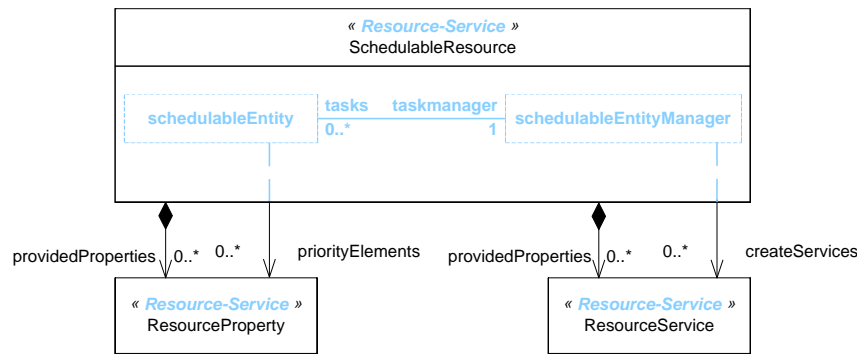 « Resource-Service »
SchedulableResource
tasks taskmanager
schedulableEntity schedulableEntityManager
0..* 1
providedProperties 0..* 0..* priorityElements providedProperties 0..* 0..* createServices
« Resource-Service » « Resource-Service »
ResourceProperty ResourceService